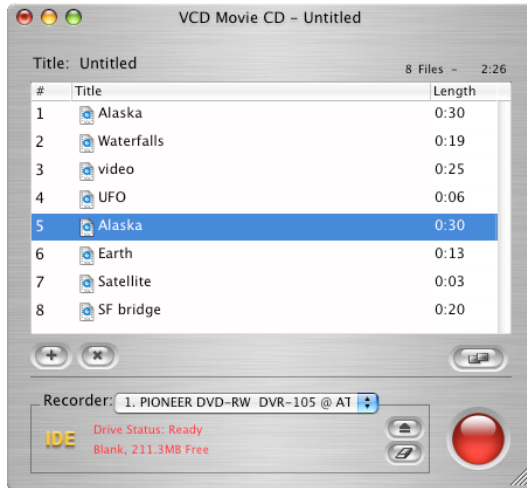 VCD Movie CD – Untitled
Title: Untitled
8 Files – 2:26
# Title Length
1 Alaska 0:30
2 Waterfalls 0:19
3 video 0:25
4 UFO 0:06
5 Alaska 0:30
6 Earth 0:13
7 Satellite 0:03
8 SF bridge 0:20
Recorder: 1. PIONEER DVD-RW DVR-105 @ AT
IDE
Drive Status: Ready
Blank, 211.3MB Free